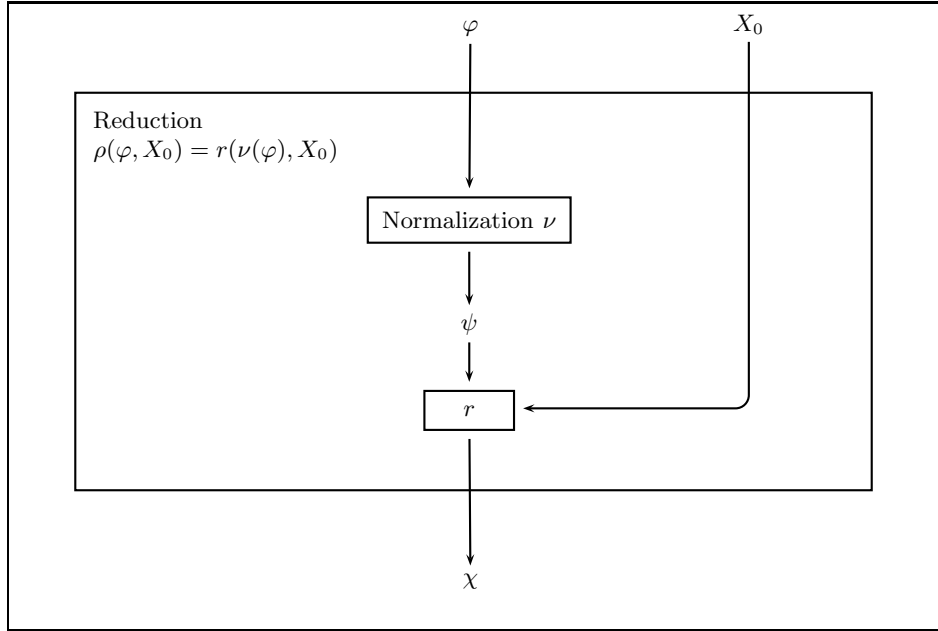 φ
X₀
Reduction
ρ(φ, X₀) = r(ν(φ), X₀)
Normalization ν
ψ
r
χ